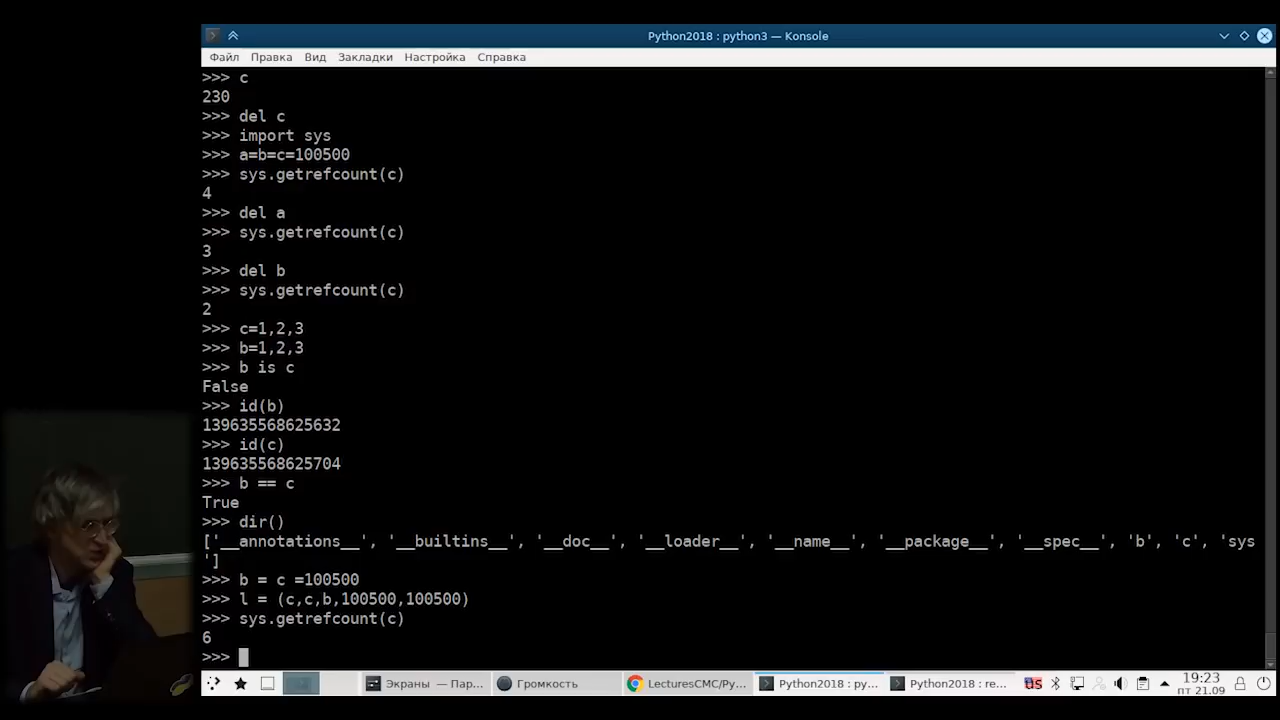 Python2018 : python3 — Konsole
Файл Правка Вид Закладки Настройка Справка
>>> c
230
>>> del c
>>> import sys
>>> a=b=c=100500
>>> sys.getrefcount(c)
4
>>> del a
>>> sys.getrefcount(c)
3
>>> del b
>>> sys.getrefcount(c)
2
>>> c=1,2,3
>>> b=1,2,3
>>> b is c
False
>>> id(b)
139635568625632
>>> id(c)
139635568625704
>>> b == c
True
>>> dir()
['__annotations__', '__builtins__', '__doc__', '__loader__', '__name__', '__package__', '__spec__', 'b', 'c', 'sys
']
>>> b = c =100500
>>> l = (c,c,b,100500,100500)
>>> sys.getrefcount(c)
6
>>>
Экраны — Пар... Громкость LecturesCMC/Py... Python2018 : py... Python2018 : re... us 19:23
пт 21.09